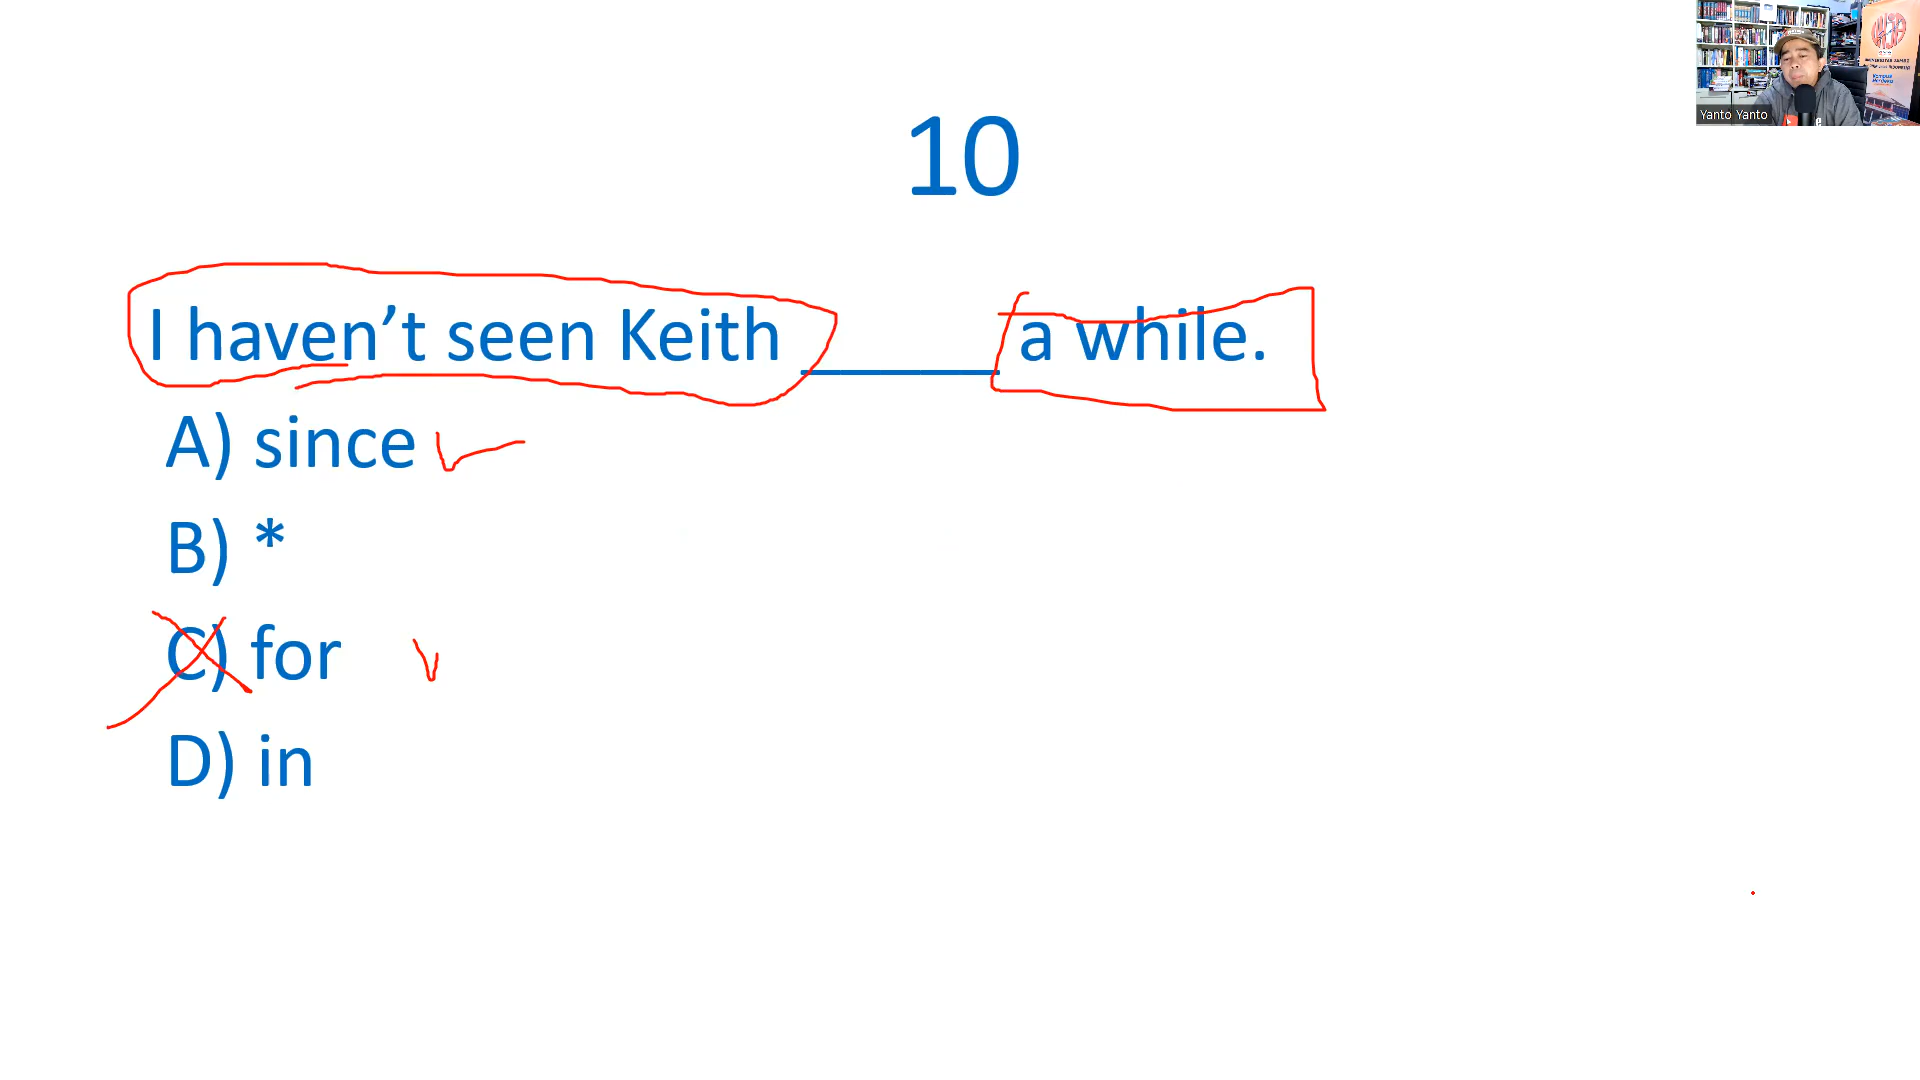 10
I haven’t seen Keith ______ a while.
A) since
B) *
C) for
D) in
Yanto Yanto